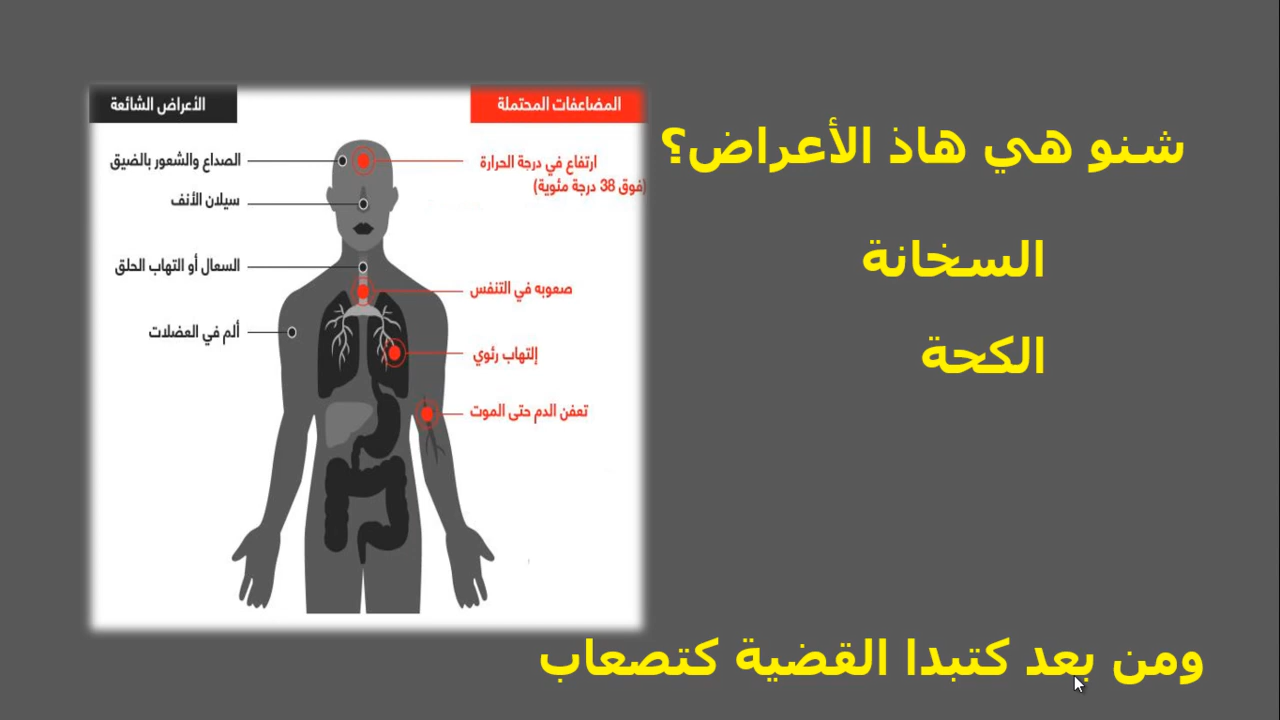 شنو هي هاذ الأعراض؟
السخانة
الكحة
ومن بعد كتبدا القضية كتصعاب
المضاعفات المحتملة
ارتفاع في درجة الحرارة
(فوق 38 درجة مئوية)
صعوبه في التنفس
إلتهاب رئوي
تعفن الدم حتى الموت
الأعراض الشائعة
الصداع والشعور بالضيق
سيلان الأنف
السعال أو التهاب الحلق
ألم في العضلات